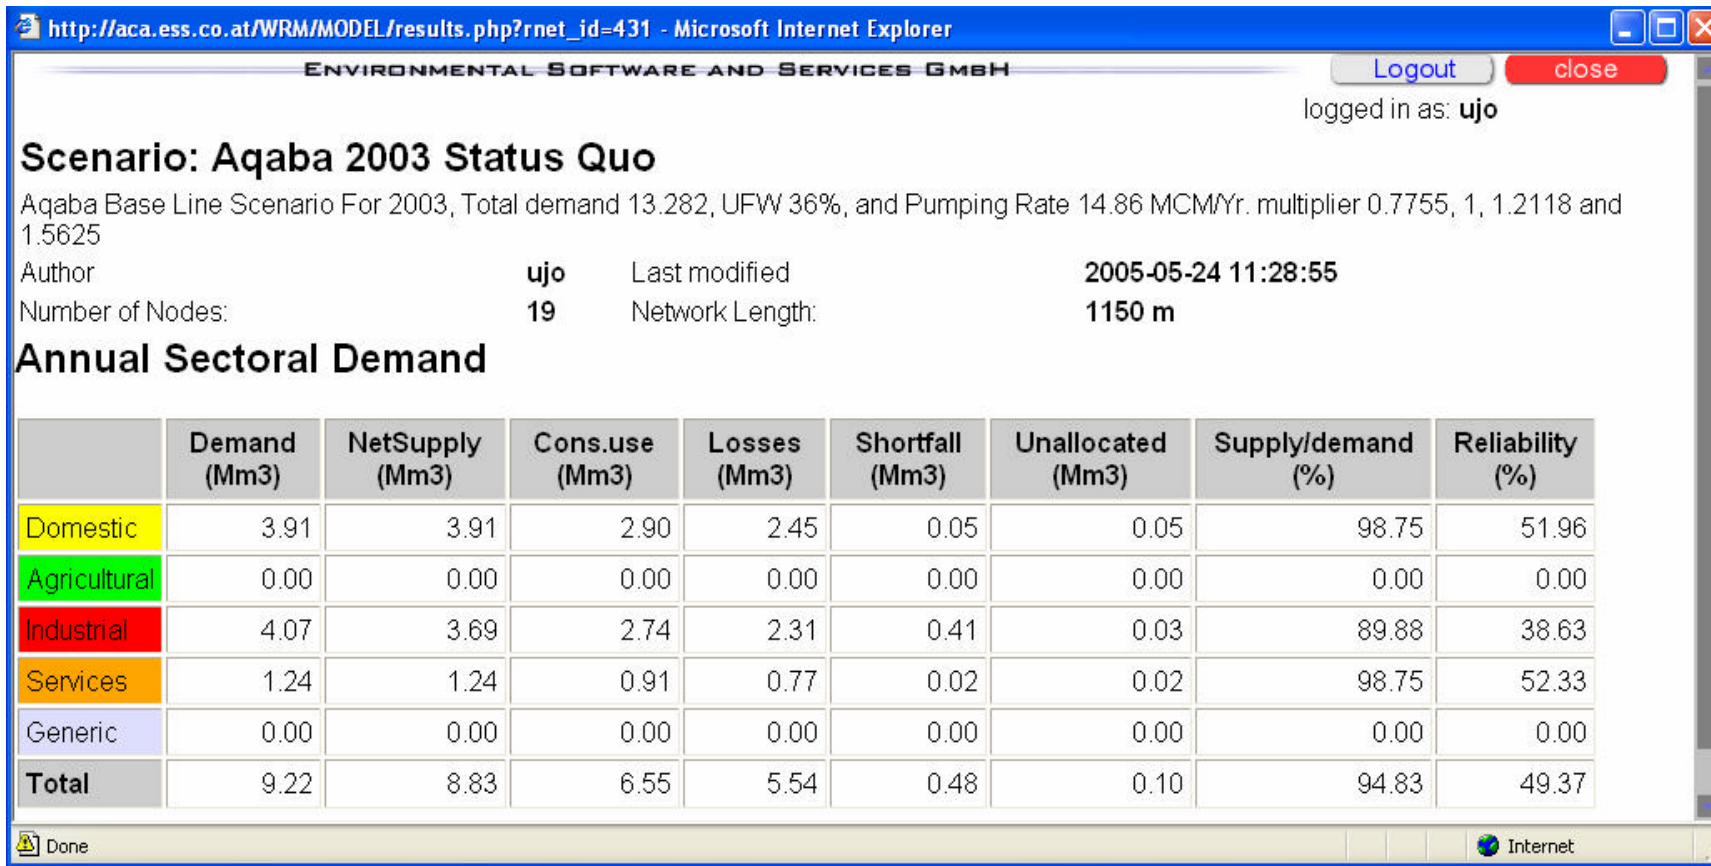 http://aca.ess.co.at/WRM/MODEL/results.php?rnet_id=431 - Microsoft Internet Explorer
ENVIRONMENTAL SOFTWARE AND SERVICES GMBH
Logout close
logged in as: ujo
Scenario: Aqaba 2003 Status Quo
Aqaba Base Line Scenario For 2003, Total demand 13.282, UFW 36%, and Pumping Rate 14.86 MCM/Yr. multiplier 0.7755, 1, 1.2118 and
1.5625
Author ujo Last modified 2005-05-24 11:28:55
Number of Nodes: 19 Network Length: 1150 m
Annual Sectoral Demand
Demand NetSupply Cons.use Losses Shortfall Unallocated Supply/demand Reliability
(Mm3) (Mm3) (Mm3) (Mm3) (Mm3) (Mm3) (%) (%)
Domestic 3.91 3.91 2.90 2.45 0.05 0.05 98.75 51.96
Agricultural 0.00 0.00 0.00 0.00 0.00 0.00 0.00 0.00
Industrial 4.07 3.69 2.74 2.31 0.41 0.03 89.88 38.63
Services 1.24 1.24 0.91 0.77 0.02 0.02 98.75 52.33
Generic 0.00 0.00 0.00 0.00 0.00 0.00 0.00 0.00
Total 9.22 8.83 6.55 5.54 0.48 0.10 94.83 49.37
Done Internet